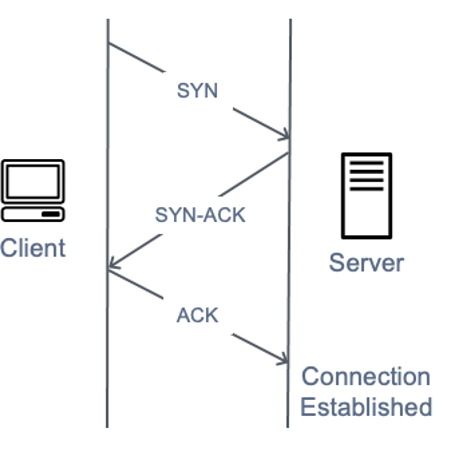 SYN
SYN-ACK
Client
Server
ACK
Connection
Established